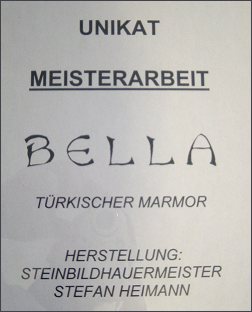 UNIKAT
MEISTERARBEIT
BELLA
TÜRKISCHER MARMOR
HERSTELLUNG:
STEINBILDHAUERMEISTER
STEFAN HEIMANN